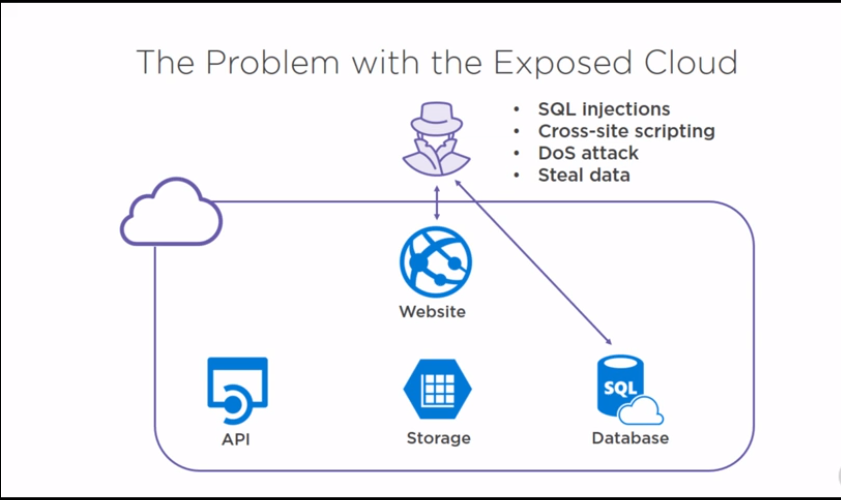 The Problem with the Exposed Cloud
• SQL injections
• Cross-site scripting
• DoS attack
• Steal data
Website
SQL
API
Storage
Database